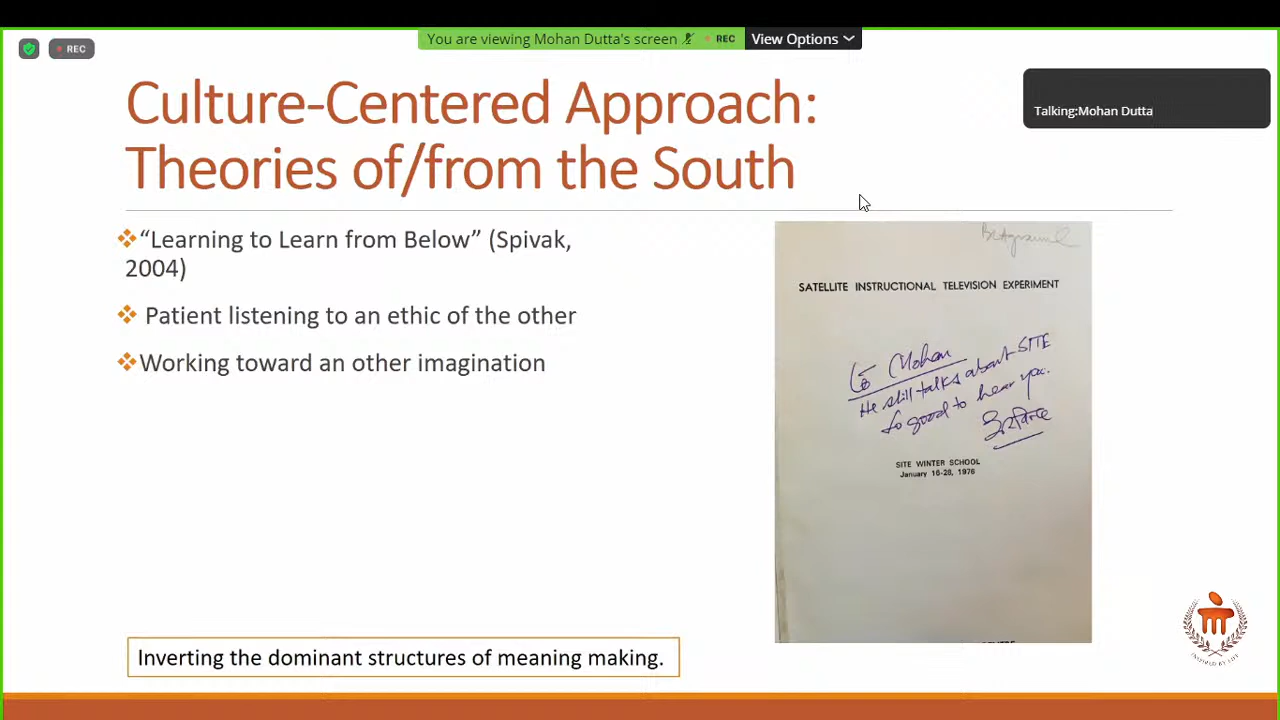 You are viewing Mohan Dutta's screen
REC
View Options
REC
Culture-Centered Approach:
Theories of/from the South
Talking:Mohan Dutta
❖“Learning to Learn from Below” (Spivak,
2004)
❖ Patient listening to an ethic of the other
❖Working toward an other imagination
SATELLITE INSTRUCTIONAL TELEVISION EXPERIMENT
Mohan
He still talks about SITE
So good to hear you.
SITE WINTER SCHOOL
January 16-28, 1976
Inverting the dominant structures of meaning making.
INSPIRED BY LIFE